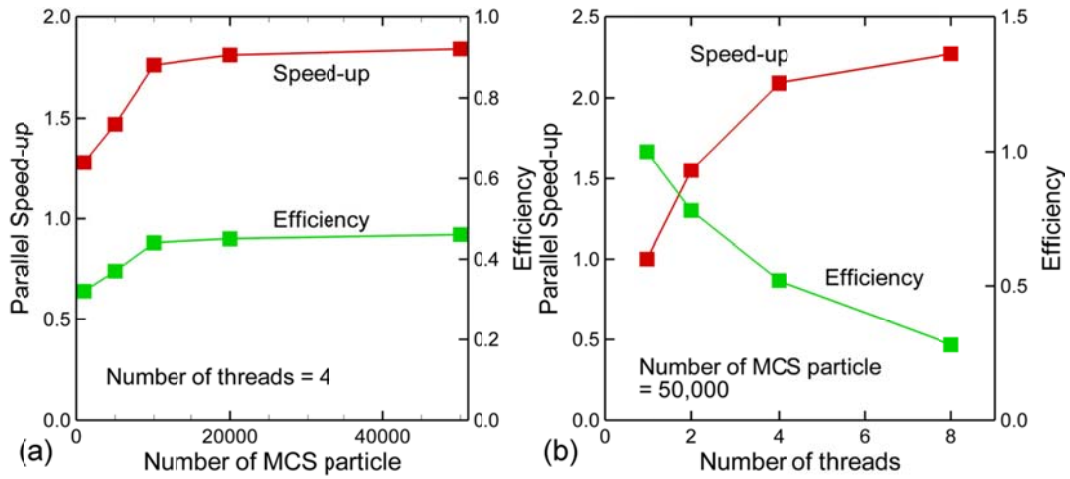 2.0
1.5
1.0
0.5
0.0
Parallel Speed-up
1.0
0.8
0.6
0.4
0.2
0.0
Efficiency
Speed-up
Efficiency
Number of threads = 4
0
20000
40000
Number of MCS particle
(a)
2.5
2.0
1.5
1.0
0.5
0.0
Parallel Speed-up
1.5
1.0
0.5
0.0
Efficiency
Speed-up
Efficiency
Number of MCS particle
= 50,000
0
2
4
6
8
Number of threads
(b)